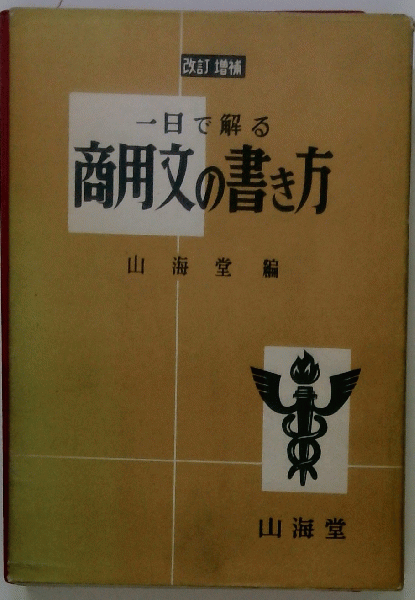 改訂 増補
一日で解る
商用文の書き方
山海堂 編
山海堂